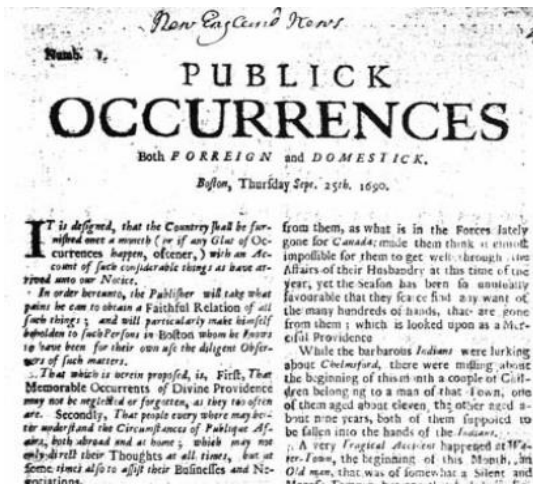 New England News
Numb. 1.
PUBLICK
OCCURRENCES
Both FORREIGN and DOMESTICK.
Boſton, Thurſday Sept. 25th. 1690.
IT is deſigned, that the Countrey ſhall be fur-
niſhed once a moneth (or if any Glut of Oc-
currences happen, oftener,) with an Ac-
count of ſuch conſiderable things as have ar-
rived unto our Notice.
In order hereunto, the Publiſher will take what
pains he can to obtain a Faithful Relation of all
ſuch things; and will particularly make himſelf
beholden to ſuch Perſons in Boſton whom he knows
to have been for their own uſe the diligent Obſer-
vers of ſuch matters.
That which is herein propoſed, is, Firſt, That
Memorable Occurrents of Divine Providence
may not be neglected or forgotten, as they too often
are. Secondly, That people every where may bet-
ter underſtand the Circumſtances of Publique Af-
fairs, both abroad and at home; which may not
only direct their Thoughts at all times, but at
ſome times alſo to aſſiſt their Buſineſſes and Ne-
gotiations.
from them, as what is in the Forces lately
gone for Canada; made them think it almoſt
impoſſible for them to get well through the
Affairs of their Husbandry at this time of the
year, yet the Seaſon has been ſo unuſually
favourable that they ſcarce find any want of
the many hundreds of hands, that are gone
from them; which is looked upon as a Mer-
ciful Providence
While the barbarous Indians were lurking
about Chelmsford, there were miſſing about
the beginning of this month a couple of Chil-
dren belonging to a man of that Town, one
of them aged about eleven, the other aged a-
bout nine years, both of them ſuppoſed to
be fallen into the hands of the Indians.
A very Tragical Accident happened at Wa-
ter-Town, the beginning of this Month, an
Old man, that was of ſomewhat a Silent and